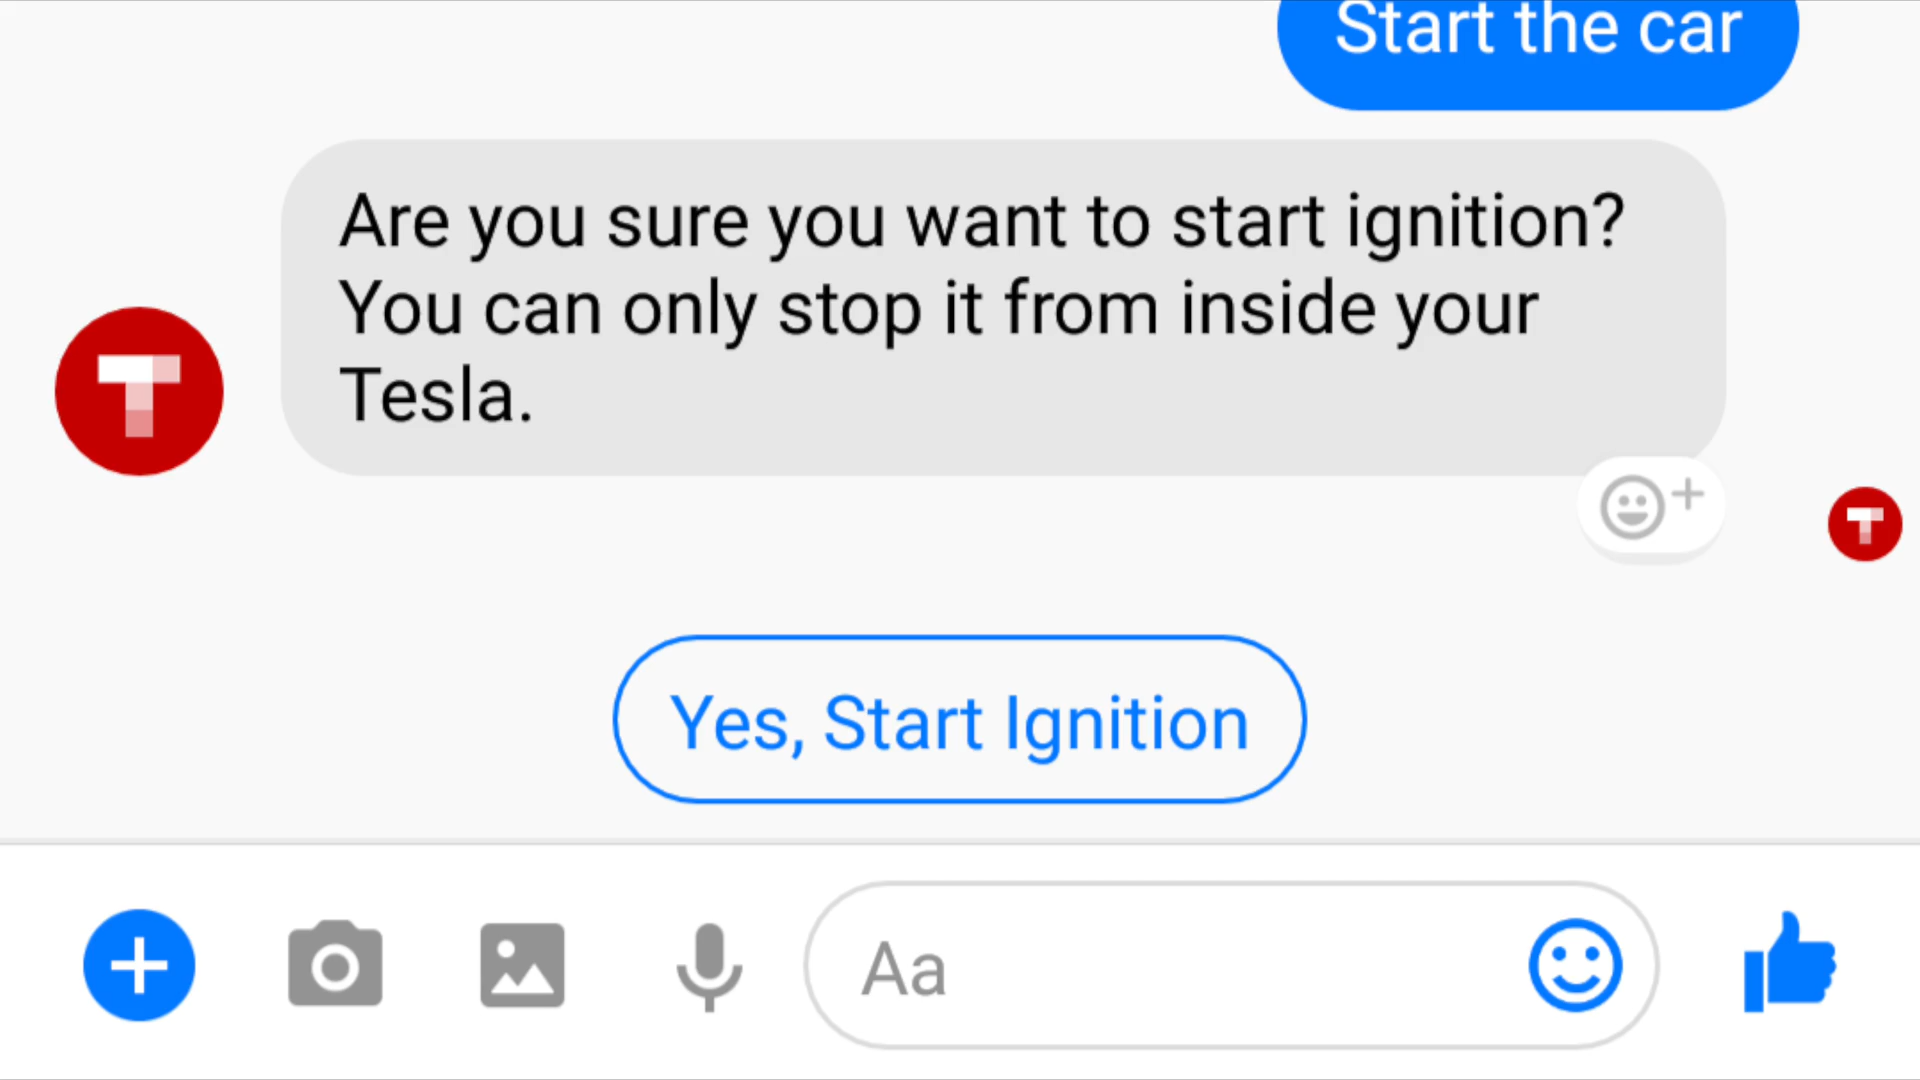 Start the car
Are you sure you want to start ignition?
You can only stop it from inside your
Tesla.
Yes, Start Ignition
Aa